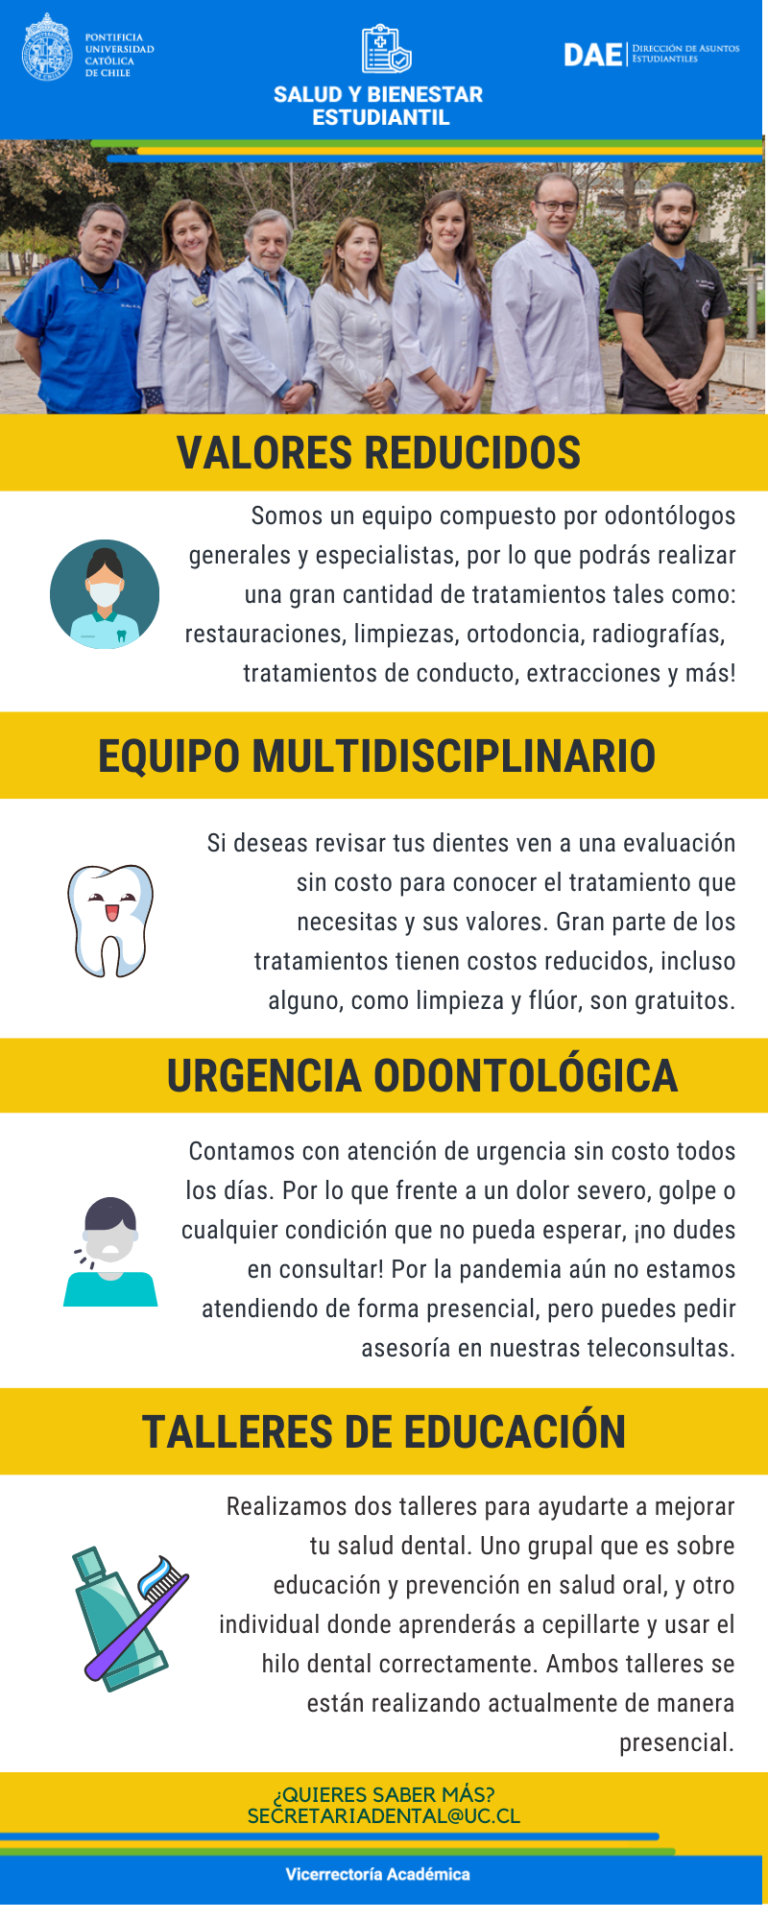 PONTIFICIA
UNIVERSIDAD
CATÓLICA
DE CHILE
SALUD Y BIENESTAR
ESTUDIANTIL
DAE
DIRECCIÓN DE ASUNTOS
ESTUDIANTILES
VALORES REDUCIDOS
Somos un equipo compuesto por odontólogos
generales y especialistas, por lo que podrás realizar
una gran cantidad de tratamientos tales como:
restauraciones, limpiezas, ortodoncia, radiografías,
tratamientos de conducto, extracciones y más!
EQUIPO MULTIDISCIPLINARIO
Si deseas revisar tus dientes ven a una evaluación
sin costo para conocer el tratamiento que
necesitas y sus valores. Gran parte de los
tratamientos tienen costos reducidos, incluso
alguno, como limpieza y flúor, son gratuitos.
URGENCIA ODONTOLÓGICA
Contamos con atención de urgencia sin costo todos
los días. Por lo que frente a un dolor severo, golpe o
cualquier condición que no pueda esperar, ¡no dudes
en consultar! Por la pandemia aún no estamos
atendiendo de forma presencial, pero puedes pedir
asesoría en nuestras teleconsultas.
TALLERES DE EDUCACIÓN
Realizamos dos talleres para ayudarte a mejorar
tu salud dental. Uno grupal que es sobre
educación y prevención en salud oral, y otro
individual donde aprenderás a cepillarte y usar el
hilo dental correctamente. Ambos talleres se
están realizando actualmente de manera
presencial.
¿QUIERES SABER MÁS?
SECRETARIADENTAL@UC.CL
Vicerrectoría Académica